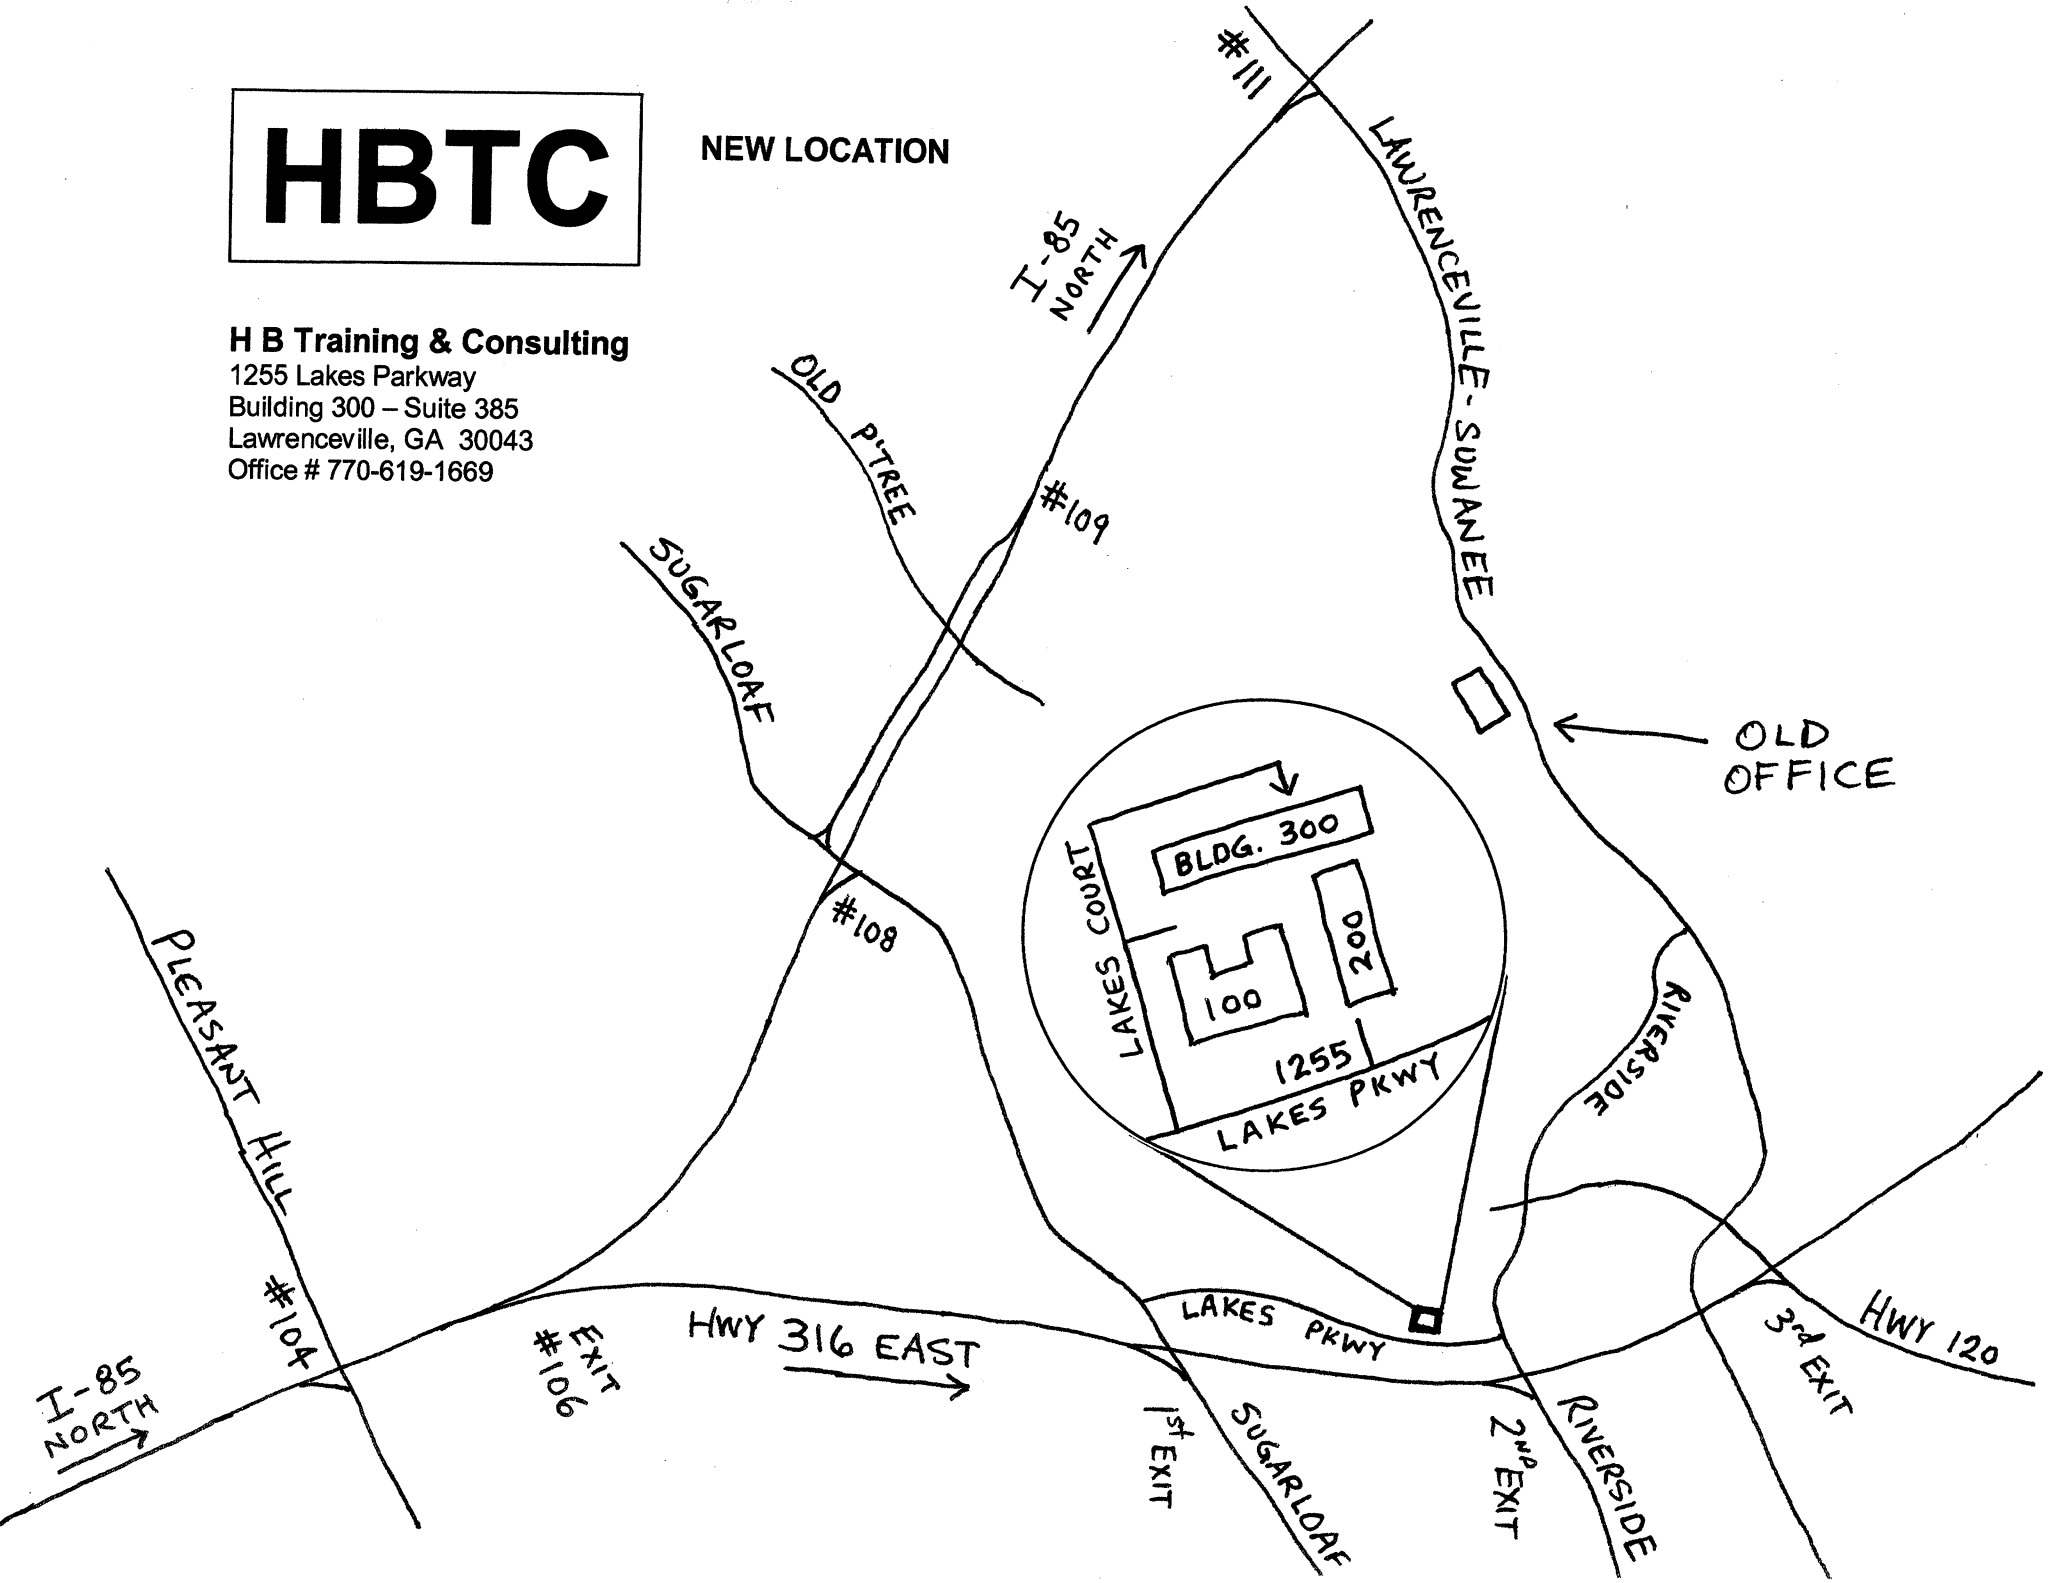 HBTC
NEW LOCATION
H B Training & Consulting
1255 Lakes Parkway
Building 300 – Suite 385
Lawrenceville, GA  30043
Office # 770-619-1669
#111
LAWRENCEVILLE-SUWANEE
I-85
NORTH
OLD P'TREE
#109
SUGARLOAF
OLD
OFFICE
#108
BLDG. 300
200
100
LAKES COURT
1255
LAKES PKWY
RIVERSIDE
PLEASANT HILL
#104
I-85
NORTH
EXIT
#106
HWY 316 EAST
LAKES PKWY
1st EXIT
SUGARLOAF
2ND EXIT
RIVERSIDE
3rd EXIT
HWY 120